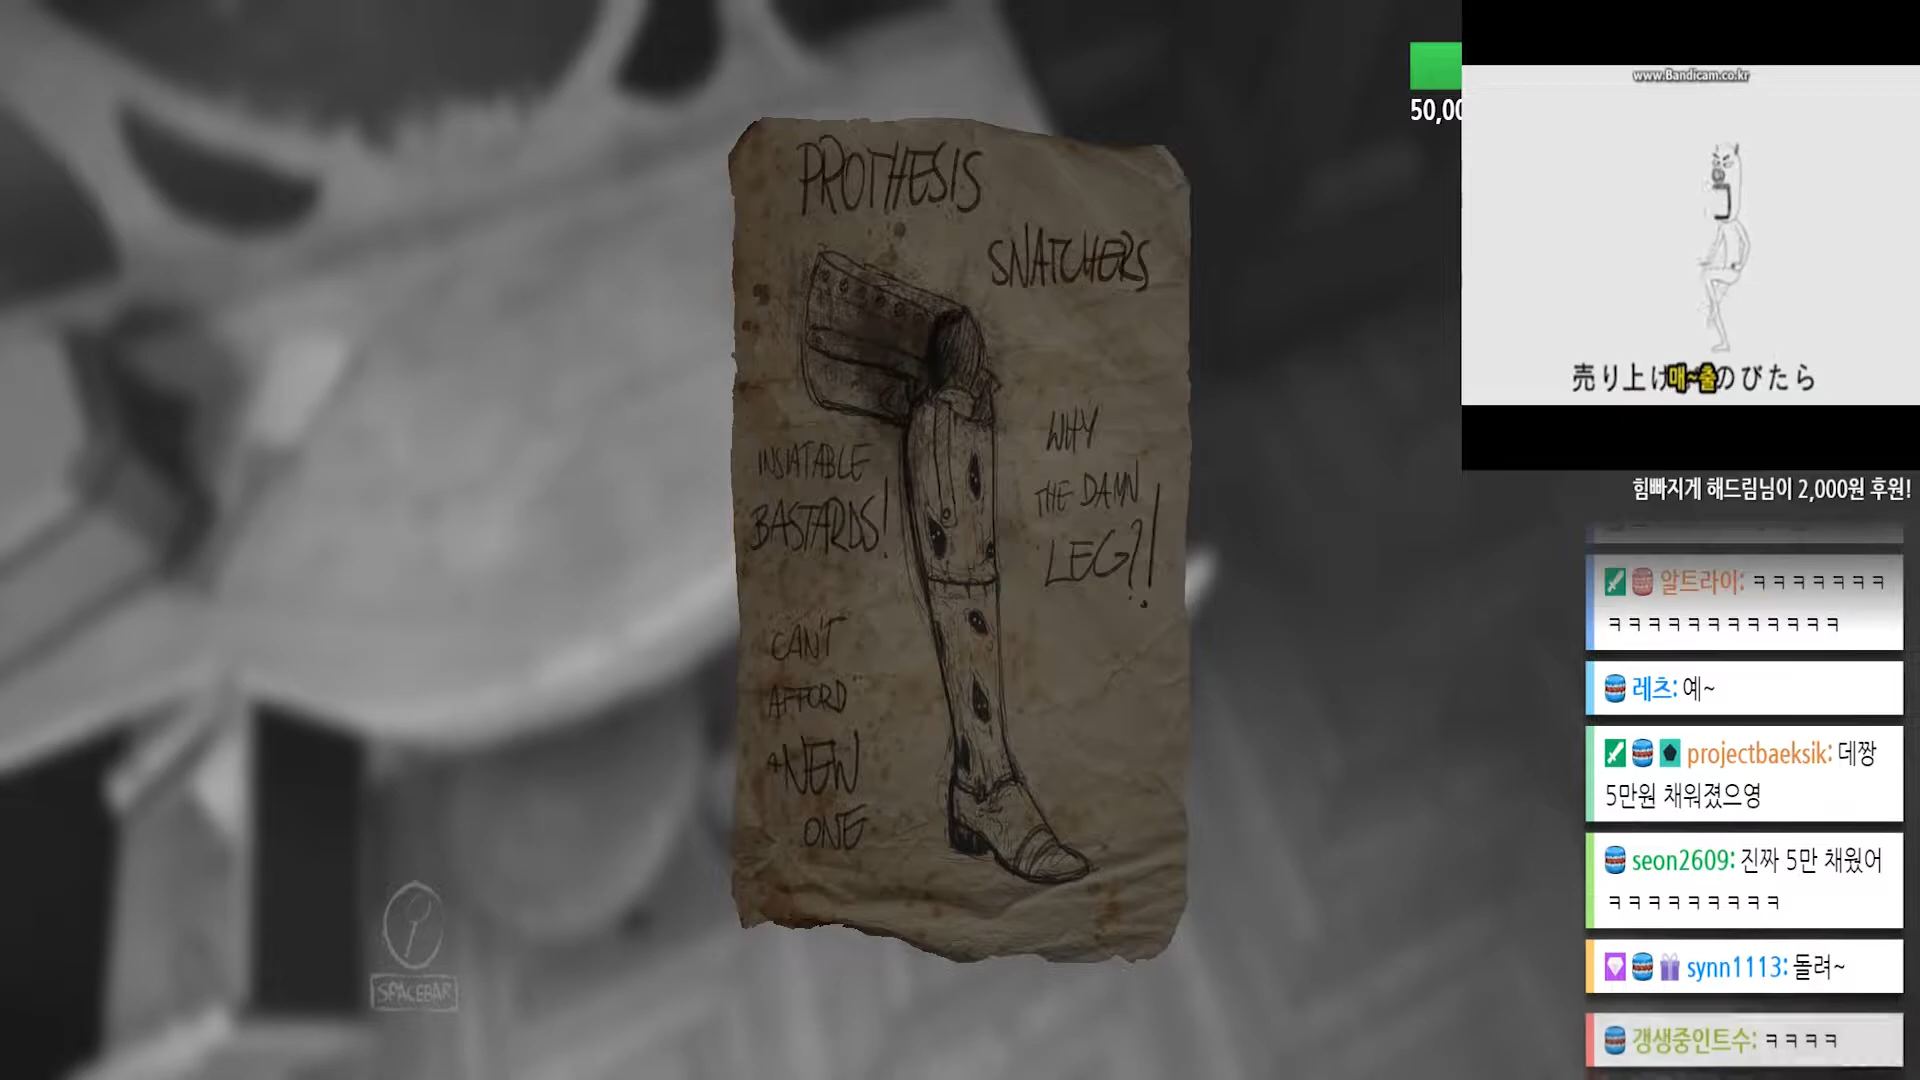 PROTHESIS
SNATCHERS
INSIATABLE
BASTARDS!
WHY
THE DAMN
LEG?!
CAN'T
AFFORD
A NEW
ONE
SPACEBAR
50,00
www.Bandicam.co.kr
売り上げ매~출のびたら
힘빠지게 해드림님이 2,000원 후원!
알트라이: ㅋㅋㅋㅋㅋㅋㅋ
ㅋㅋㅋㅋㅋㅋㅋㅋㅋㅋㅋㅋ
레츠: 예~
projectbaeksik: 데짱
5만원 채워졌으영
seon2609: 진짜 5만 채웠어
ㅋㅋㅋㅋㅋㅋㅋㅋㅋ
synn1113: 돌려~
갱생중인트수: ㅋㅋㅋㅋ